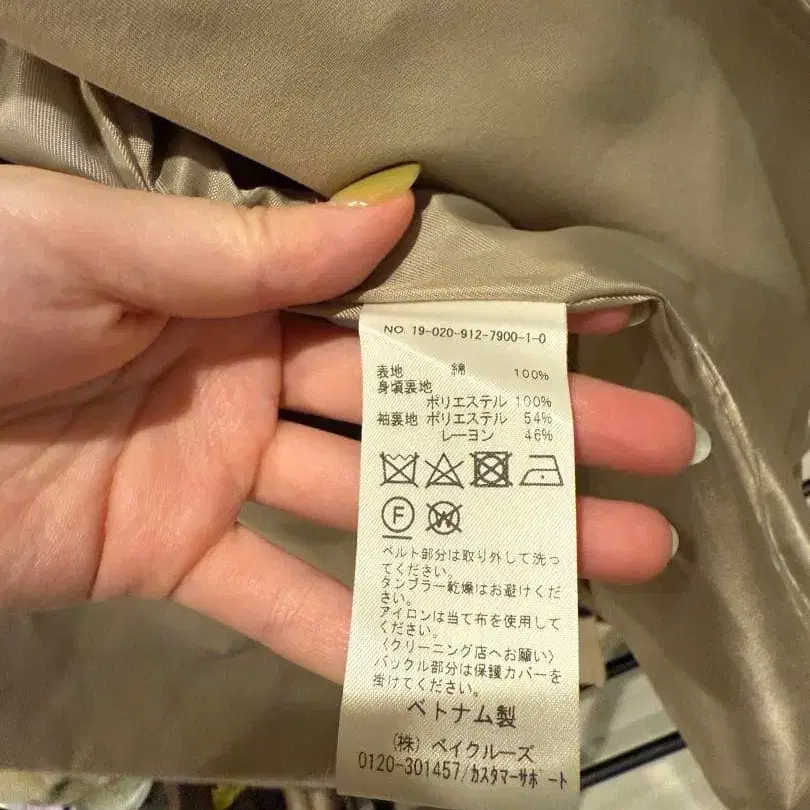 NO. 19-020-912-7900-1-0
表地 綿 100%
身頃裏地
ポリエステル 100%
袖裏地 ポリエステル 54%
レーヨン 46%
F W
ベルト部分は取り外して洗っ
てください。
タンブラー乾燥はお避けくだ
さい。
アイロンは当て布を使用して
ください。
〈クリーニング店へお願い〉
バックル部分は保護カバーを
掛けてください。
ベトナム製
(株) ベイクルーズ
0120-301457/カスタマーサポート